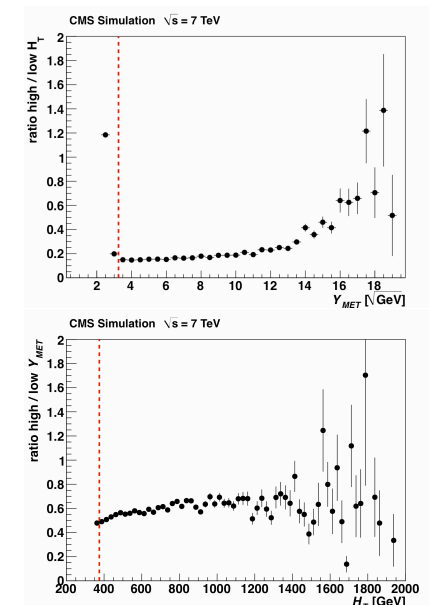 CMS Simulation √s = 7 TeV
ratio high / low H_T
2
1.8
1.6
1.4
1.2
1
0.8
0.6
0.4
0.2
0
2 4 6 8 10 12 14 16 18
Y_MET [√GeV]
CMS Simulation √s = 7 TeV
ratio high / low Y_MET
2
1.8
1.6
1.4
1.2
1
0.8
0.6
0.4
0.2
0
200 400 600 800 1000 1200 1400 1600 1800 2000
H_T [GeV]